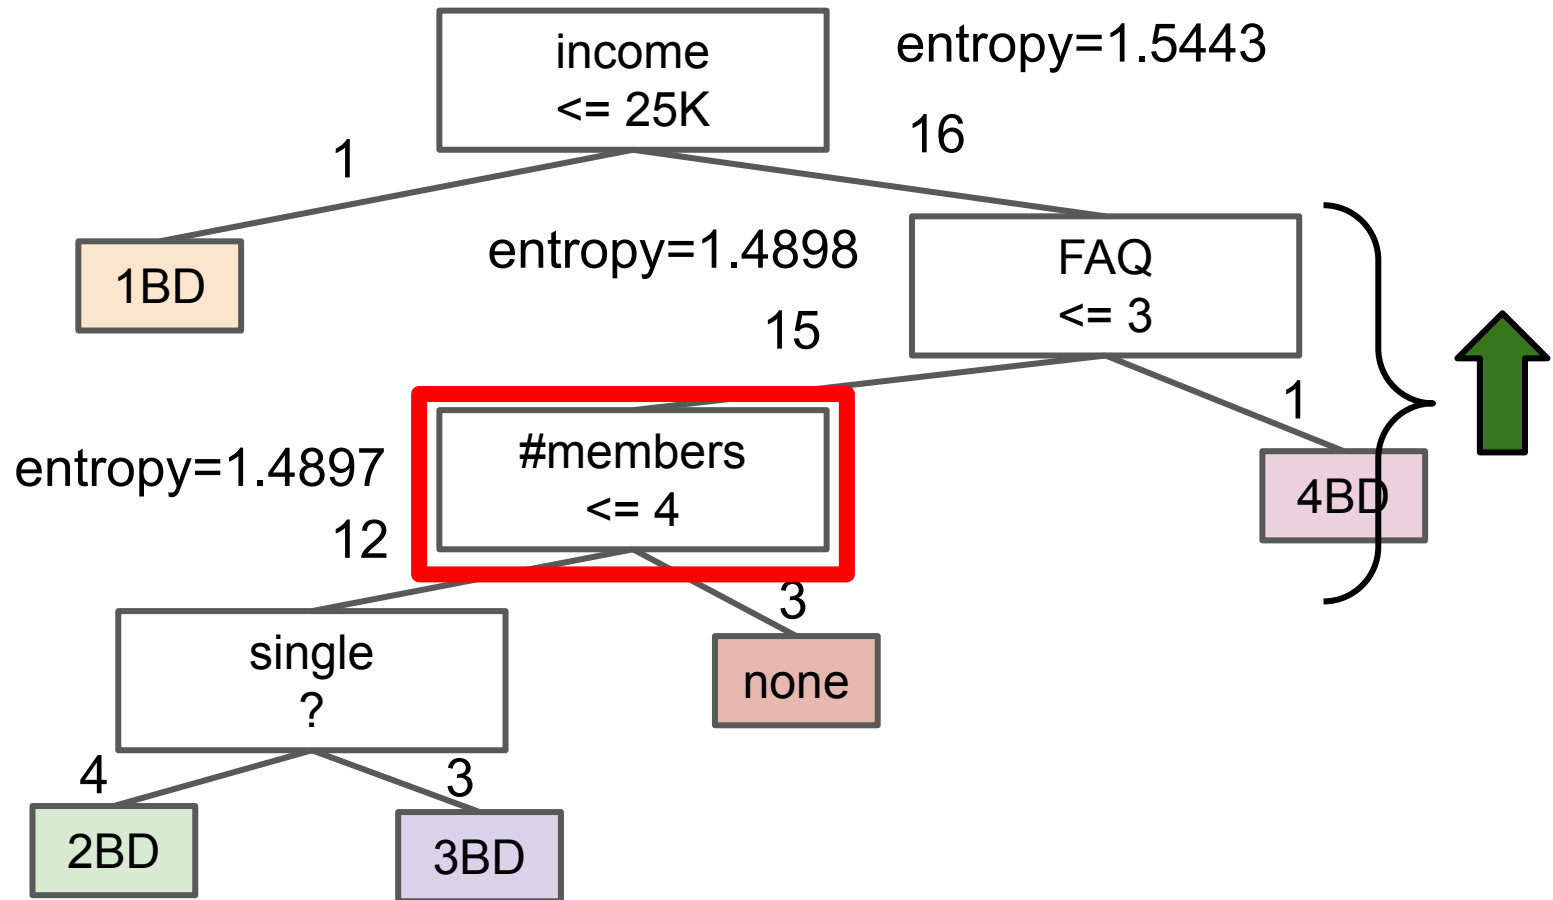 income
<= 25K
entropy=1.5443
1
16
1BD
entropy=1.4898
FAQ
<= 3
15
1
#members
<= 4
entropy=1.4897
4BD
12
3
single
?
none
4
3
2BD
3BD